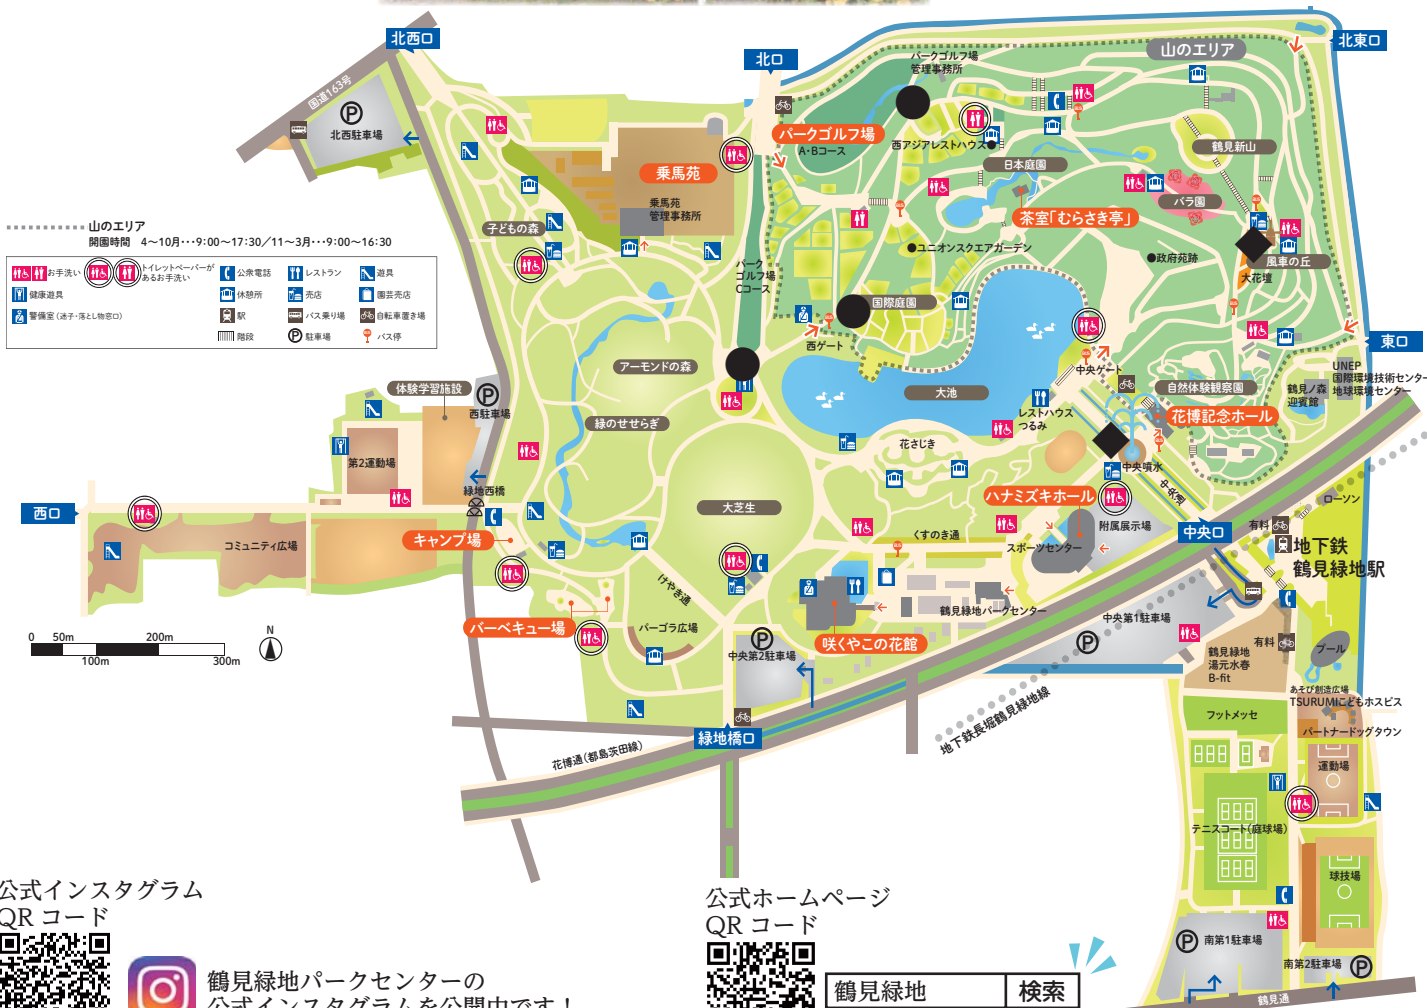 北西口
北口
北東口
国道163号
北西駐車場
パークゴルフ場
管理事務所
山のエリア
パークゴルフ場
A・Bコース
西アジアレストハウス
日本庭園
鶴見新山
乗馬苑
乗馬苑
管理事務所
茶室「むらさき亭」
バラ園
山のエリア
開園時間 4〜10月･･･9:00〜17:30／11〜3月･･･9:00〜16:30
子どもの森
ユニオンスクエアガーデン
政府苑跡
風車の丘
大花壇
パーク
ゴルフ場
Cコース
お手洗い
トイレットペーパーが
あるお手洗い
公衆電話
レストラン
遊具
健康遊具
休憩所
売店
園芸売店
警備室（迷子・落とし物窓口）
駅
バス乗り場
自転車置き場
階段
駐車場
バス停
国際庭園
西ゲート
東口
アーモンドの森
中央ゲート
UNEP
国際環境技術センター
地球環境センター
体験学習施設
西駐車場
大池
自然体験観察園
鶴見ノ森
迎賓館
レストハウス
つるみ
花博記念ホール
緑のせせらぎ
花さじき
中央噴水
第2運動場
緑地西橋
中央通
ハナミズキホール
大芝生
西口
コミュニティ広場
キャンプ場
くすのき通
スポーツセンター
附属展示場
中央口
有料
ローソン
地下鉄
鶴見緑地駅
けやき通
鶴見緑地パークセンター
中央第1駐車場
0 50m 200m
100m 300m
N
バーベキュー場
パーゴラ広場
中央第2駐車場
咲くやこの花館
有料
鶴見緑地
湯元水春
B-fit
プール
あそび創造広場
TSURUMIこどもホスピス
フットメッセ
パートナードッグタウン
緑地橋口
花博通（都島茨田線）
地下鉄長堀鶴見緑地線
運動場
テニスコート（庭球場）
球技場
南第1駐車場
南第2駐車場
鶴見通
公式インスタグラム
QRコード
鶴見緑地パークセンターの
公式インスタグラムを公開中です！
公式ホームページ
QRコード
鶴見緑地 検索